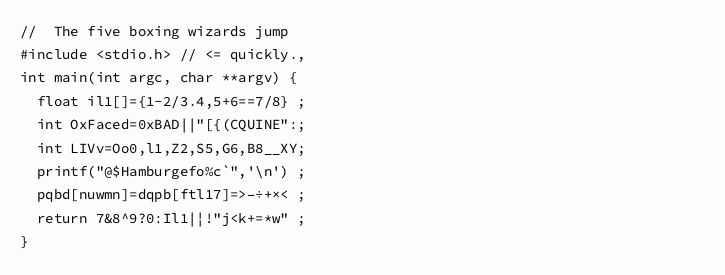 //  The five boxing wizards jump
#include <stdio.h> // <= quickly.,
int main(int argc, char **argv) {
  float il1[]={1-2/3.4,5+6==7/8} ;
  int OxFaced=0xBAD||"[{(CQUINE":;
  int LIVv=Oo0,l1,Z2,S5,G6,B8__XY;
  printf("@$Hamburgefo%c`",'\n') ;
  pqbd[nuwmn]=dqpb[ftl17]=>-÷+×< ;
  return 7&8^9?0:Il1|¦!"j<k+=*w" ;
}